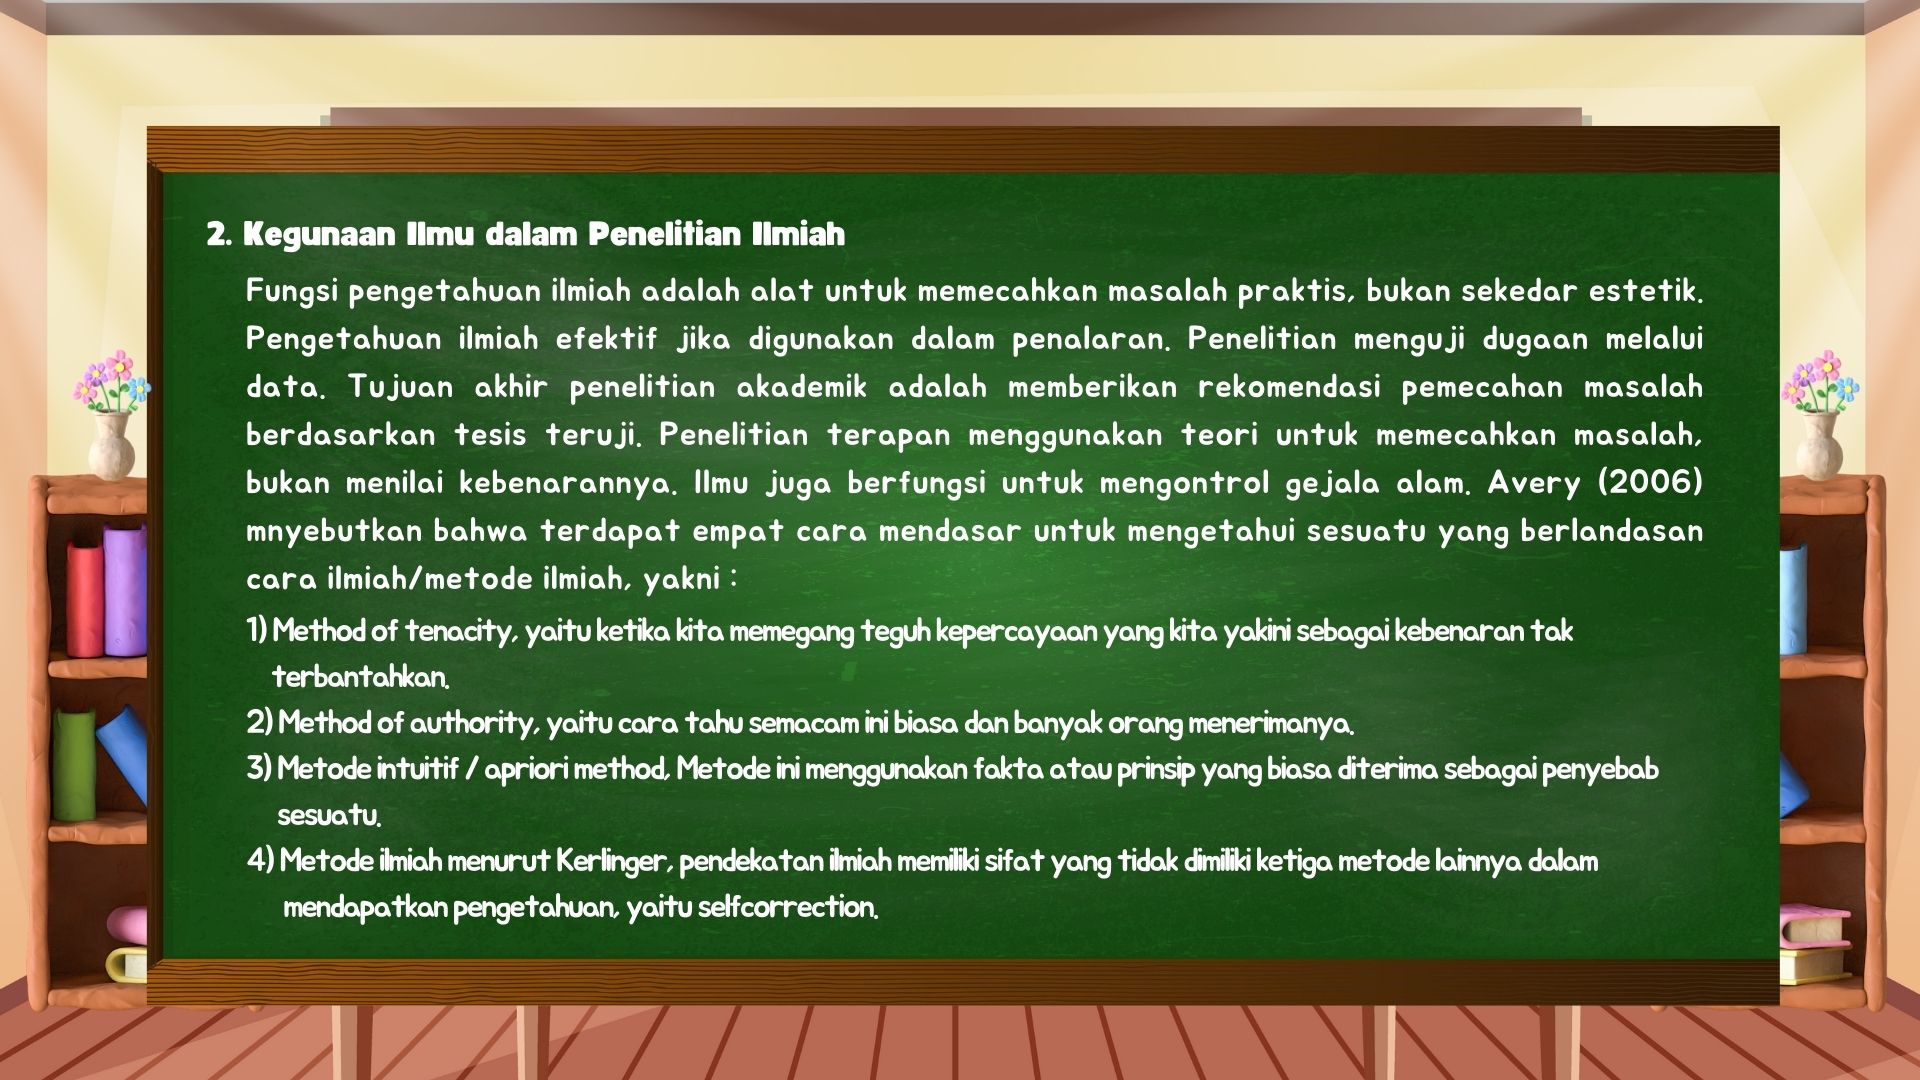 2. Kegunaan Ilmu dalam Penelitian Ilmiah
Fungsi pengetahuan ilmiah adalah alat untuk memecahkan masalah praktis, bukan sekedar estetik.
Pengetahuan ilmiah efektif jika digunakan dalam penalaran. Penelitian menguji dugaan melalui
data. Tujuan akhir penelitian akademik adalah memberikan rekomendasi pemecahan masalah
berdasarkan tesis teruji. Penelitian terapan menggunakan teori untuk memecahkan masalah,
bukan menilai kebenarannya. Ilmu juga berfungsi untuk mengontrol gejala alam. Avery (2006)
mnyebutkan bahwa terdapat empat cara mendasar untuk mengetahui sesuatu yang berlandasan
cara ilmiah/metode ilmiah, yakni :
1) Method of tenacity, yaitu ketika kita memegang teguh kepercayaan yang kita yakini sebagai kebenaran tak
terbantahkan.
2) Method of authority, yaitu cara tahu semacam ini biasa dan banyak orang menerimanya.
3) Metode intuitif / apriori method, Metode ini menggunakan fakta atau prinsip yang biasa diterima sebagai penyebab
sesuatu.
4) Metode ilmiah menurut Kerlinger, pendekatan ilmiah memiliki sifat yang tidak dimiliki ketiga metode lainnya dalam
mendapatkan pengetahuan, yaitu selfcorrection.